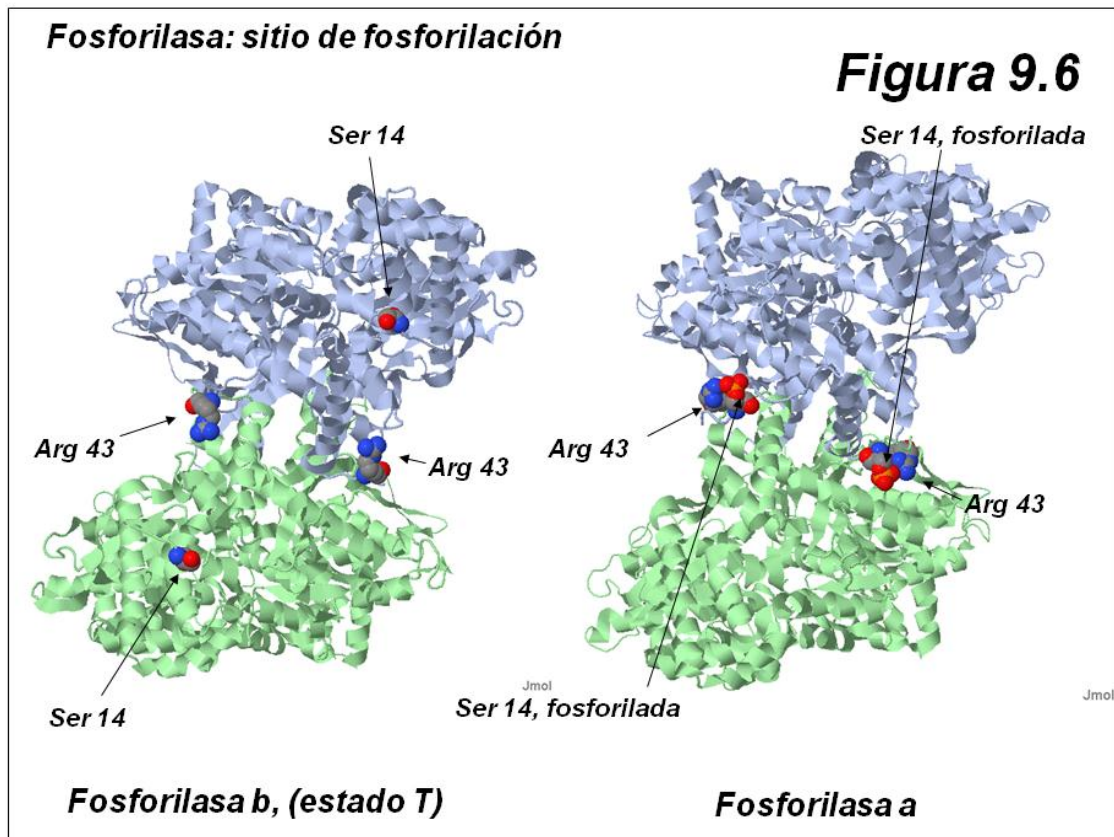 Fosforilasa: sitio de fosforilación
Figura 9.6
Ser 14
Ser 14, fosforilada
Arg 43
Arg 43
Arg 43
Arg 43
Jmol
Jmol
Ser 14
Ser 14, fosforilada
Fosforilasa b, (estado T)
Fosforilasa a